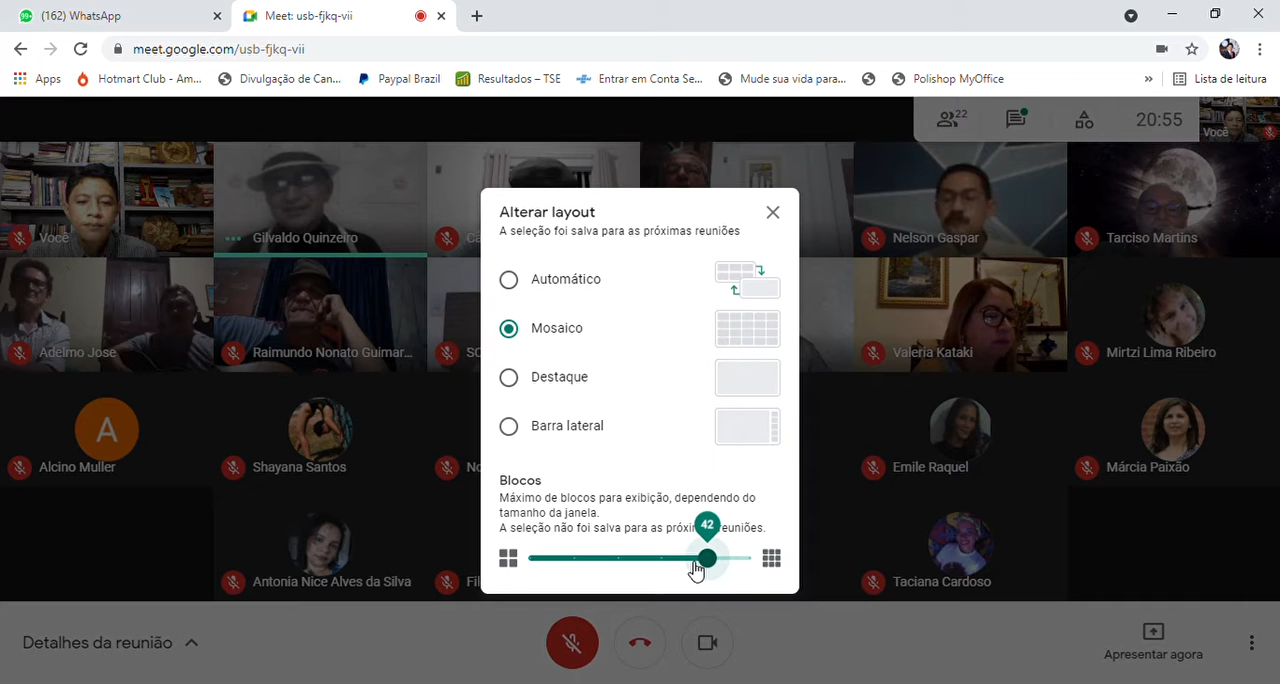 99+
(162) WhatsApp
Meet: usb-fjkq-vii
meet.google.com/usb-fjkq-vii
Apps
Hotmart Club - Am...
Divulgação de Can...
Paypal Brazil
Resultados – TSE
Entrar em Conta Se...
Mude sua vida para...
Polishop MyOffice
»
Lista de leitura
22
20:55
Você
Você
Gilvaldo Quinzeiro
Nelson Gaspar
Tarciso Martins
Adelmo Jose
Raimundo Nonato Guimar...
Valeria Kataki
Mirtzi Lima Ribeiro
A
Alcino Muller
Shayana Santos
Emile Raquel
Márcia Paixão
Antonia Nice Alves da Silva
Taciana Cardoso
Alterar layout
A seleção foi salva para as próximas reuniões
Automático
Mosaico
Destaque
Barra lateral
Blocos
Máximo de blocos para exibição, dependendo do
tamanho da janela.
A seleção não foi salva para as reuniões.
42
Detalhes da reunião
Apresentar agora